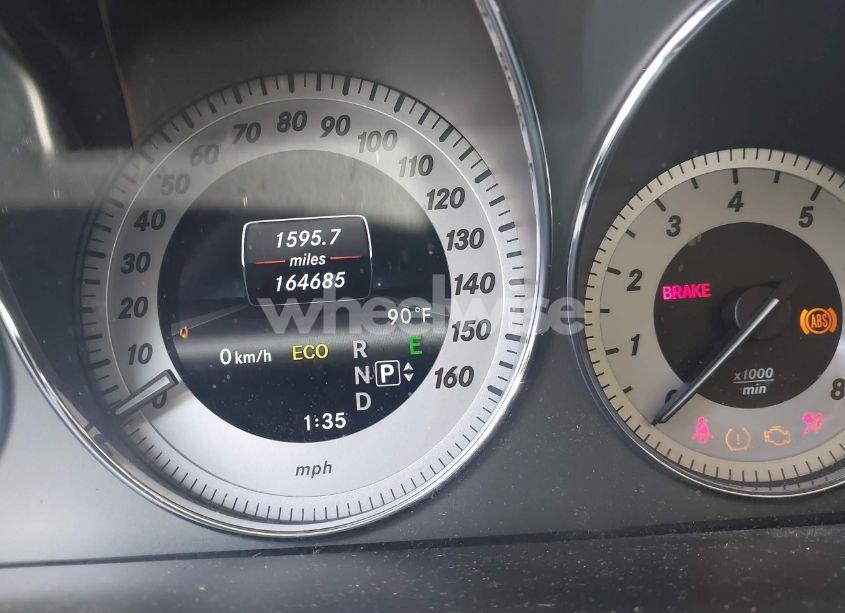 10 20 30 40 50 60 70 80 90 100 110 120 130 140 150 160
1595.7
miles
164685
90°F
0 km/h ECO R E
N P
D
1:35
mph
1 2 3 4 5 8
BRAKE
ABS
x1000
min
wheelwise